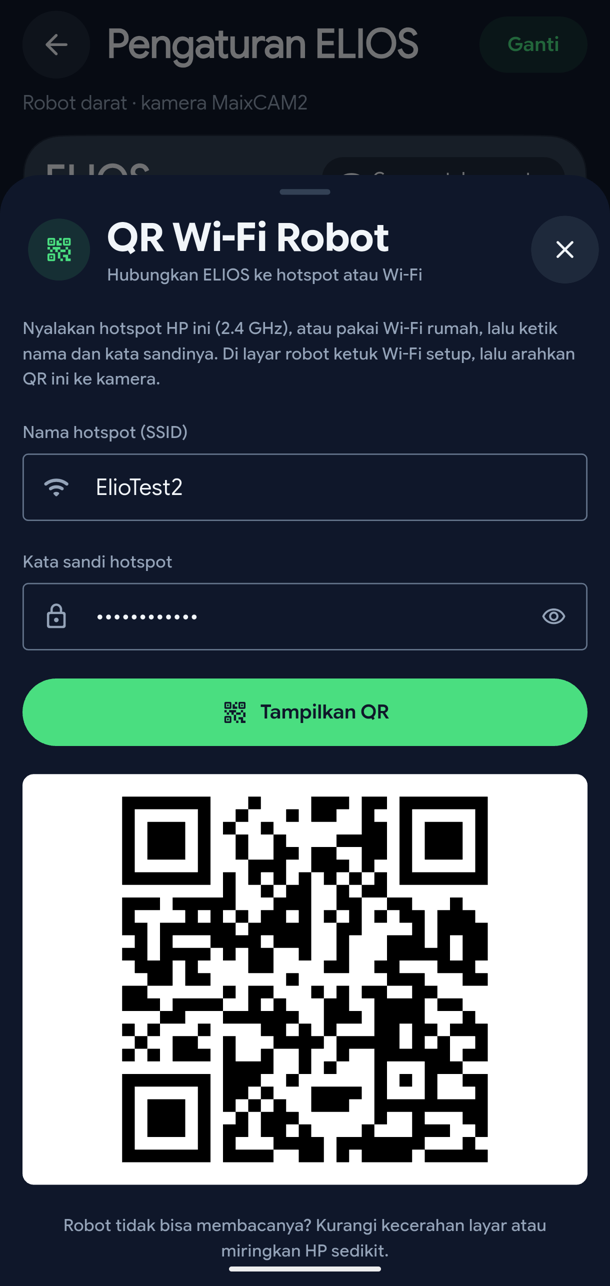 Pengaturan ELIOS
Ganti
Robot darat · kamera MaixCAM2
ELIOS
QR Wi-Fi Robot
Hubungkan ELIOS ke hotspot atau Wi-Fi
Nyalakan hotspot HP ini (2.4 GHz), atau pakai Wi-Fi rumah, lalu ketik
nama dan kata sandinya. Di layar robot ketuk Wi-Fi setup, lalu arahkan
QR ini ke kamera.
Nama hotspot (SSID)
ElioTest2
Kata sandi hotspot
••••••••••••
Tampilkan QR
Robot tidak bisa membacanya? Kurangi kecerahan layar atau
miringkan HP sedikit.